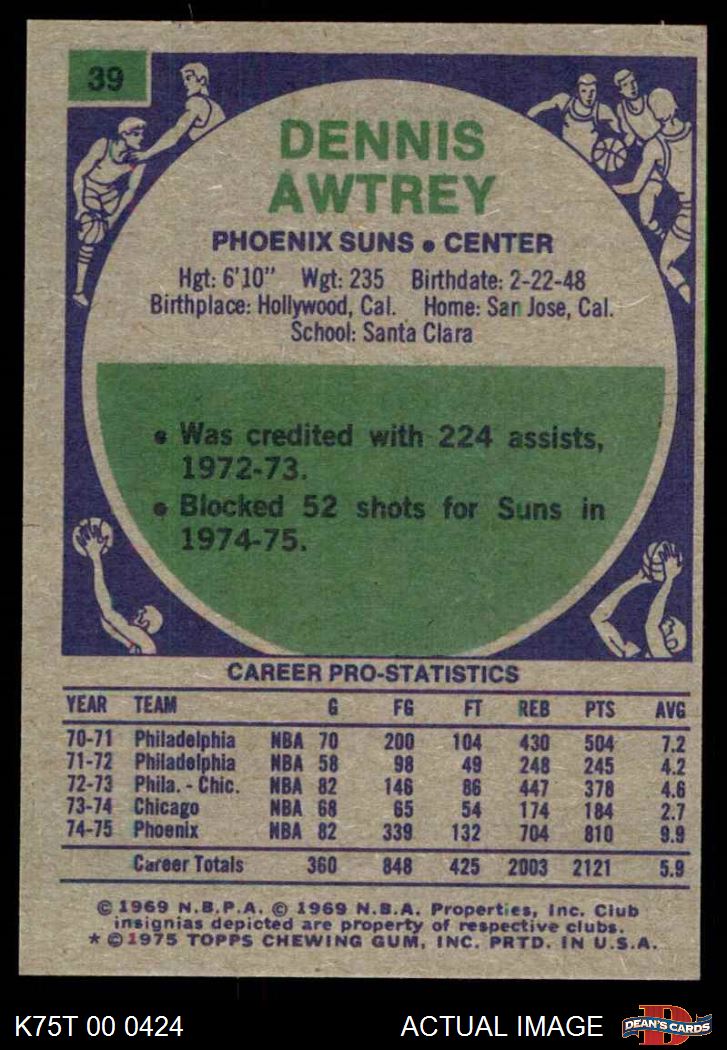 39
DENNIS
AWTREY
PHOENIX SUNS • CENTER
Hgt: 6'10" Wgt: 235 Birthdate: 2-22-48
Birthplace: Hollywood, Cal. Home: San Jose, Cal.
School: Santa Clara
• Was credited with 224 assists,
1972-73.
• Blocked 52 shots for Suns in
1974-75.
CAREER PRO-STATISTICS
YEAR TEAM G FG FT REB PTS AVG
70-71 Philadelphia NBA 70 200 104 430 504 7.2
71-72 Philadelphia NBA 58 98 49 248 245 4.2
72-73 Phila. - Chic. NBA 82 146 86 447 378 4.6
73-74 Chicago NBA 68 65 54 174 184 2.7
74-75 Phoenix NBA 82 339 132 704 810 9.9
Career Totals 360 848 425 2003 2121 5.9
© 1969 N.B.P.A. © 1969 N.B.A. Properties, Inc. Club
insignias depicted are property of respective clubs.
* © 1975 TOPPS CHEWING GUM, INC. PRTD. IN U.S.A.
K75T 00 0424 ACTUAL IMAGE
D
DEAN'S CARDS